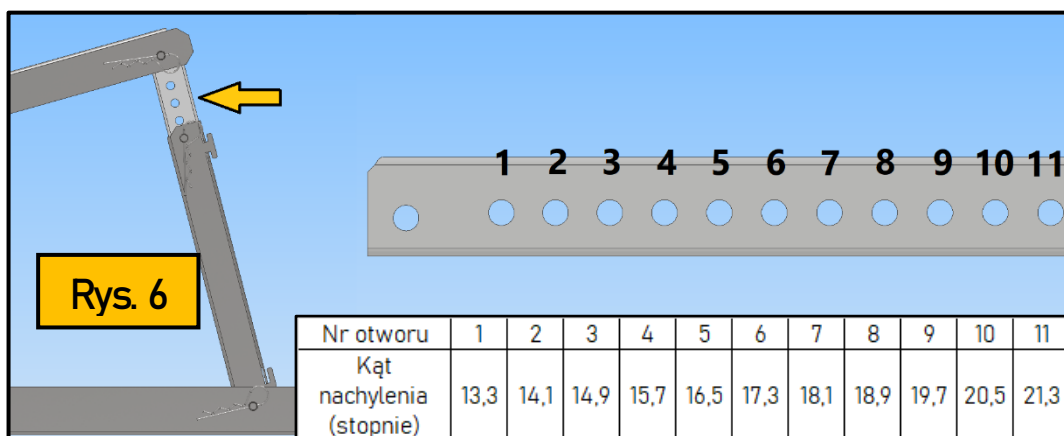 1 2 3 4 5 6 7 8 9 10 11
Rys. 6
Nr otworu 1 2 3 4 5 6 7 8 9 10 11
Kąt
nachylenia
(stopnie) 13,3 14,1 14,9 15,7 16,5 17,3 18,1 18,9 19,7 20,5 21,3